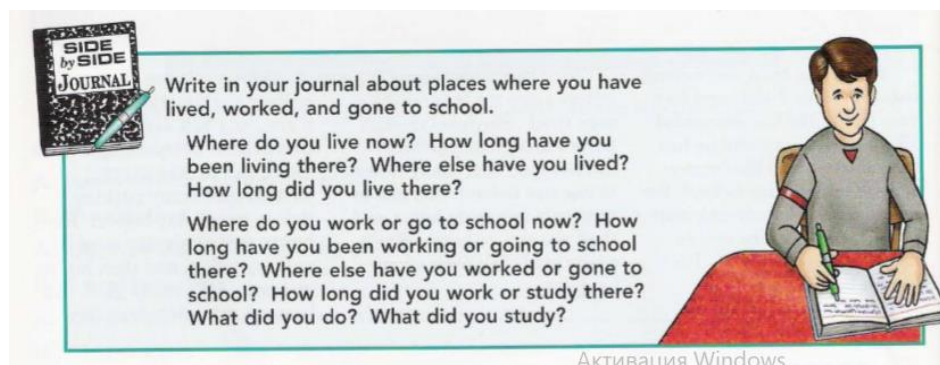 SIDE
by SIDE
JOURNAL
Write in your journal about places where you have
lived, worked, and gone to school.
Where do you live now? How long have you
been living there? Where else have you lived?
How long did you live there?
Where do you work or go to school now? How
long have you been working or going to school
there? Where else have you worked or gone to
school? How long did you work or study there?
What did you do? What did you study?
Активация Windows